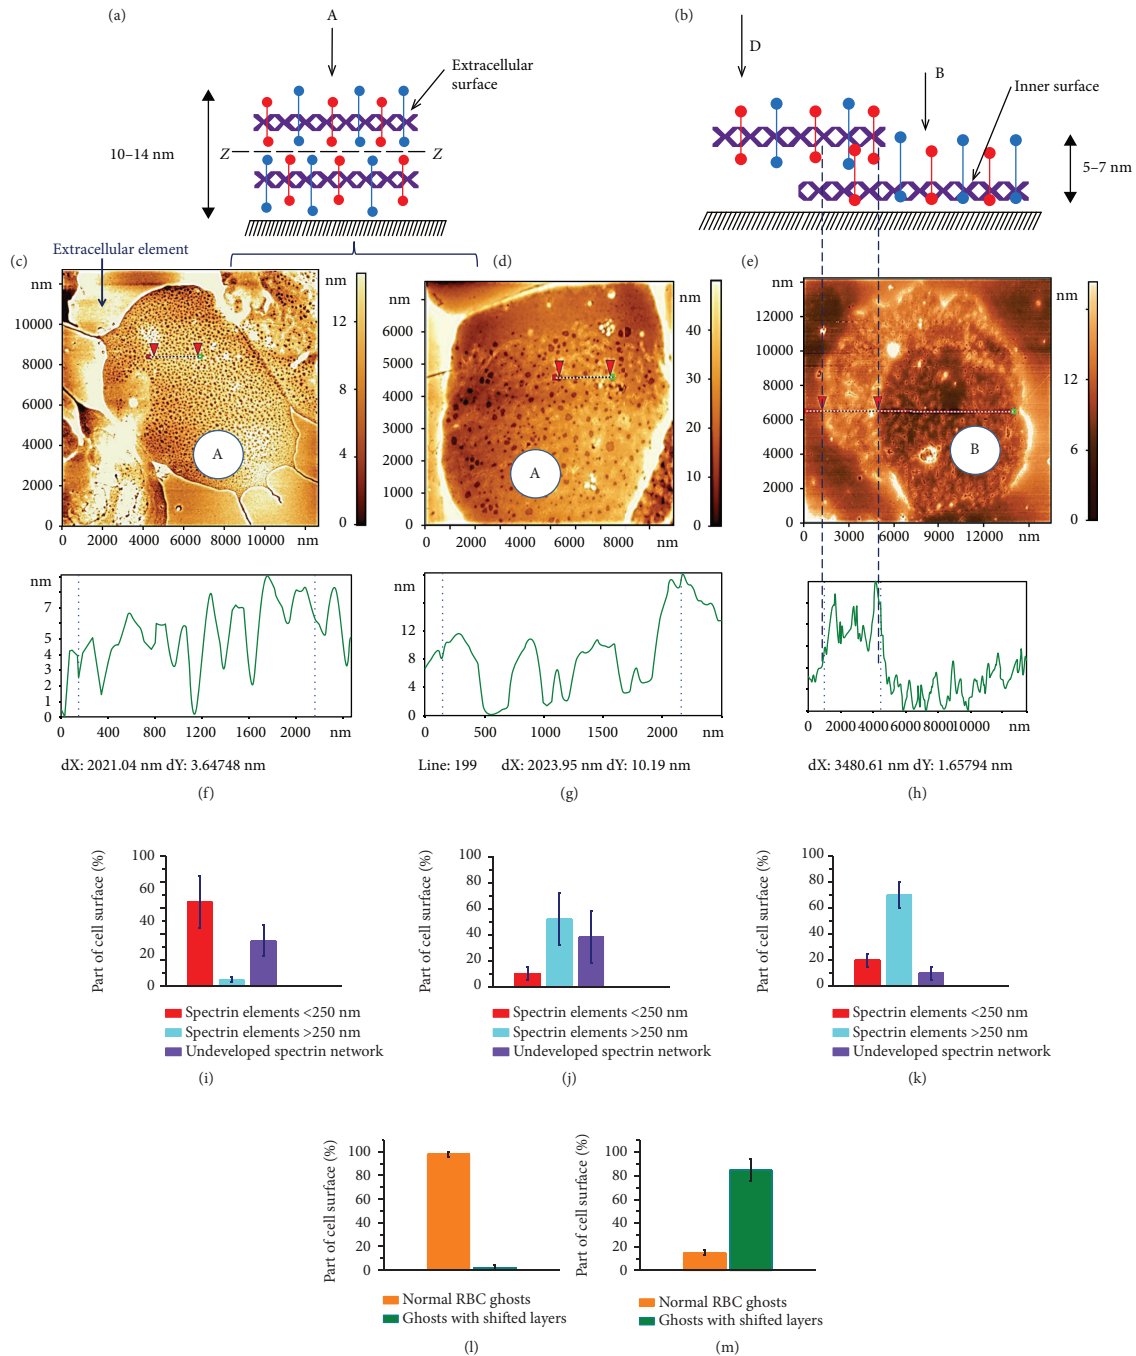 (a)
A
Extracellular
surface
10–14 nm
Z
Z
(b)
D
B
Inner surface
5–7 nm
Extracellular element
(c)
nm
10000
8000
6000
4000
2000
0
0 2000 4000 6000 8000 10000
nm
A
nm
12
8
4
0
(d)
nm
6000
5000
4000
3000
2000
1000
0
0 2000 4000 6000 8000
nm
A
nm
40
30
20
10
0
(e)
nm
12000
10000
8000
6000
4000
2000
0
0 3000 6000 9000 12000
nm
B
nm
12
6
0
nm
7
5
4
3
2
1
0
0 400 800 1200 1600 2000
nm
dX: 2021.04 nm dY: 3.64748 nm
(f)
nm
12
8
4
0
0 500 1000 1500 2000
nm
Line: 199 dX: 2023.95 nm dY: 10.19 nm
(g)
0 2000 4000 6000 8000 10000
nm
dX: 3480.61 nm dY: 1.65794 nm
(h)
Part of cell surface (%)
100
60
40
20
0
Spectrin elements <250 nm
Spectrin elements >250 nm
Undeveloped spectrin network
(i)
Part of cell surface (%)
100
80
60
40
20
0
Spectrin elements <250 nm
Spectrin elements >250 nm
Undeveloped spectrin network
(j)
Part of cell surface (%)
100
80
60
40
20
0
Spectrin elements <250 nm
Spectrin elements >250 nm
Undeveloped spectrin network
(k)
Part of cell surface (%)
100
80
60
40
20
0
Normal RBC ghosts
Ghosts with shifted layers
(l)
Part of cell surface (%)
100
80
60
40
20
0
Normal RBC ghosts
Ghosts with shifted layers
(m)